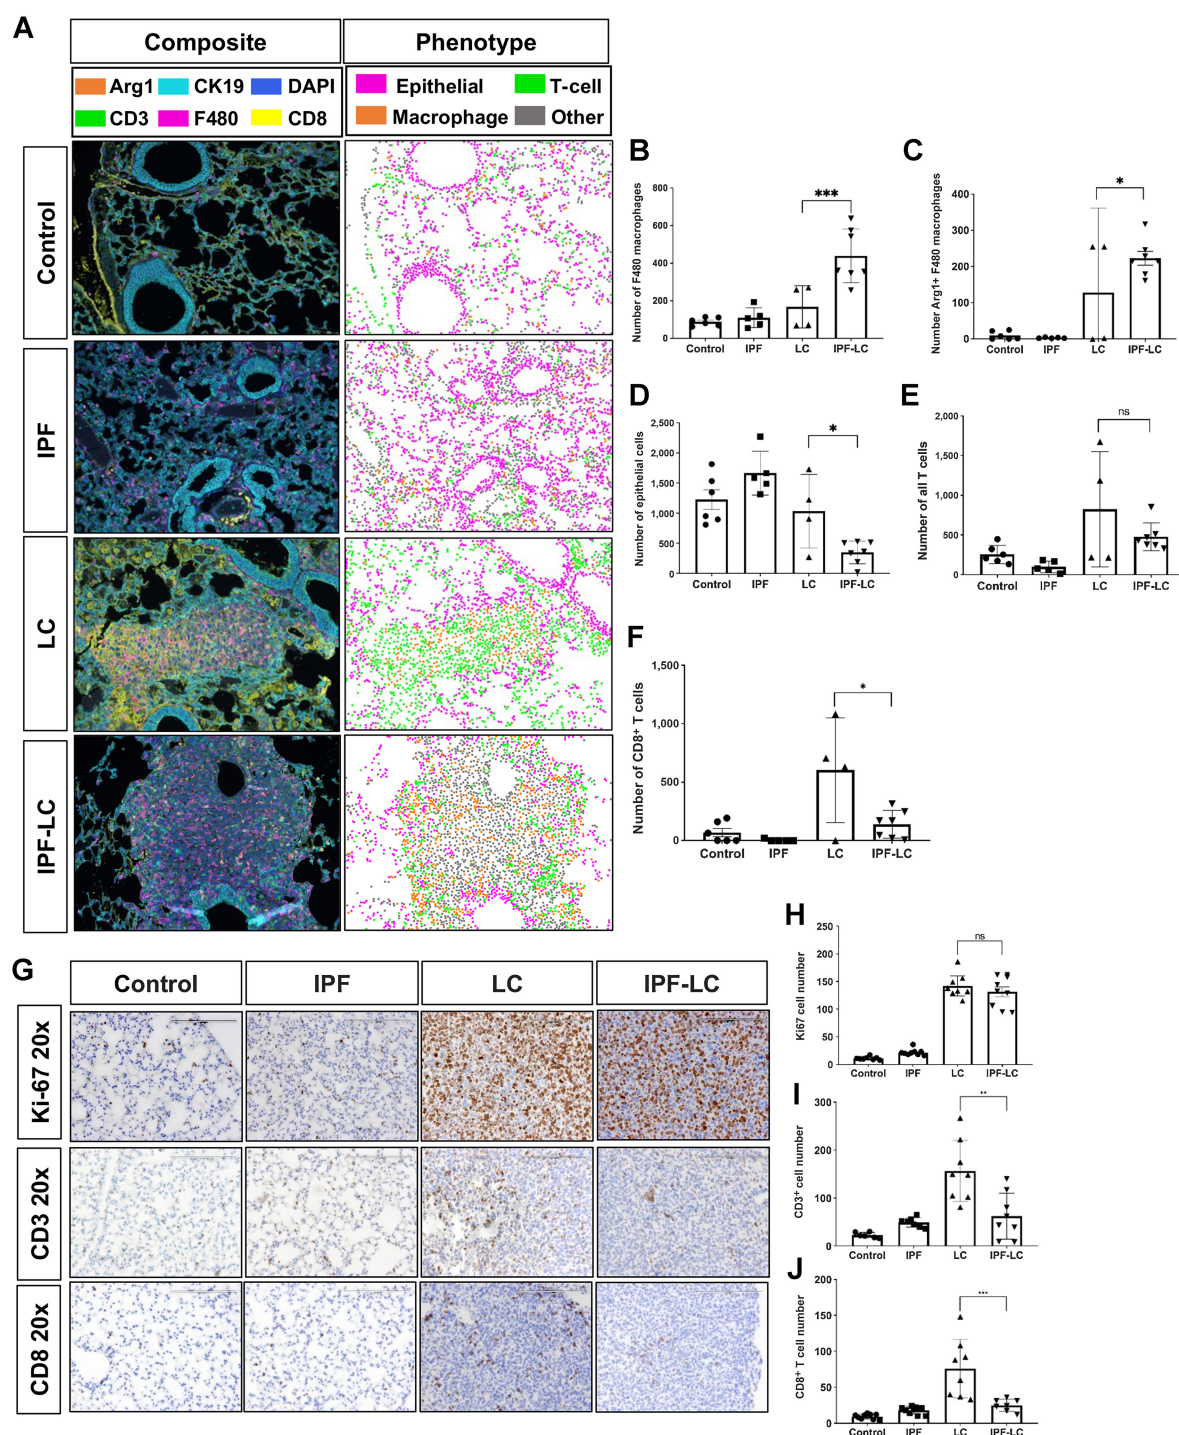 A
Composite
Phenotype
Arg1 CK19 DAPI
CD3 F480 CD8
Epithelial T-cell
Macrophage Other
Control
IPF
LC
IPF-LC
B
Number of F480 macrophages
800
600
400
200
0
***
Control IPF LC IPF-LC
C
Number Arg1+ F480 macrophages
400
300
200
100
0
*
Control IPF LC IPF-LC
D
Number of epithelial cells
2,500
2,000
1,500
1,000
500
0
*
Control IPF LC IPF-LC
E
Number of all T cells
2,000
1,500
1,000
500
0
ns
Control IPF LC IPF-LC
F
Number of CD8+ T cells
1,500
1,000
500
0
*
Control IPF LC IPF-LC
G
Control IPF LC IPF-LC
Ki-67 20x
CD3 20x
CD8 20x
H
Ki67 cell number
250
200
150
100
50
0
ns
Control IPF LC IPF-LC
I
CD3+ cell number
300
200
100
0
**
Control IPF LC IPF-LC
J
CD8+ T cell number
200
150
100
50
0
***
Control IPF LC IPF-LC